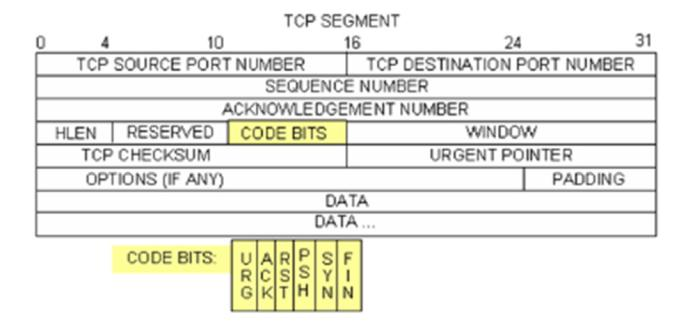 TCP SEGMENT
0 4 10 16 24 31
TCP SOURCE PORT NUMBER TCP DESTINATION PORT NUMBER
SEQUENCE NUMBER
ACKNOWLEDGEMENT NUMBER
HLEN RESERVED CODE BITS WINDOW
TCP CHECKSUM URGENT POINTER
OPTIONS (IF ANY) PADDING
DATA
DATA ...
CODE BITS: URG ACK RST PSH SYN FIN